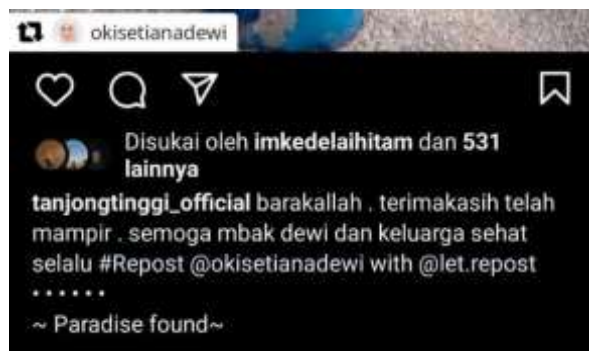 okisetianadewi
Disukai oleh imkedelaihitam dan 531
lainnya
tanjongtinggi_official barakallah . terimakasih telah
mampir . semoga mbak dewi dan keluarga sehat
selalu #Repost @okisetianadewi with @let.repost
• • • • • •
~ Paradise found~